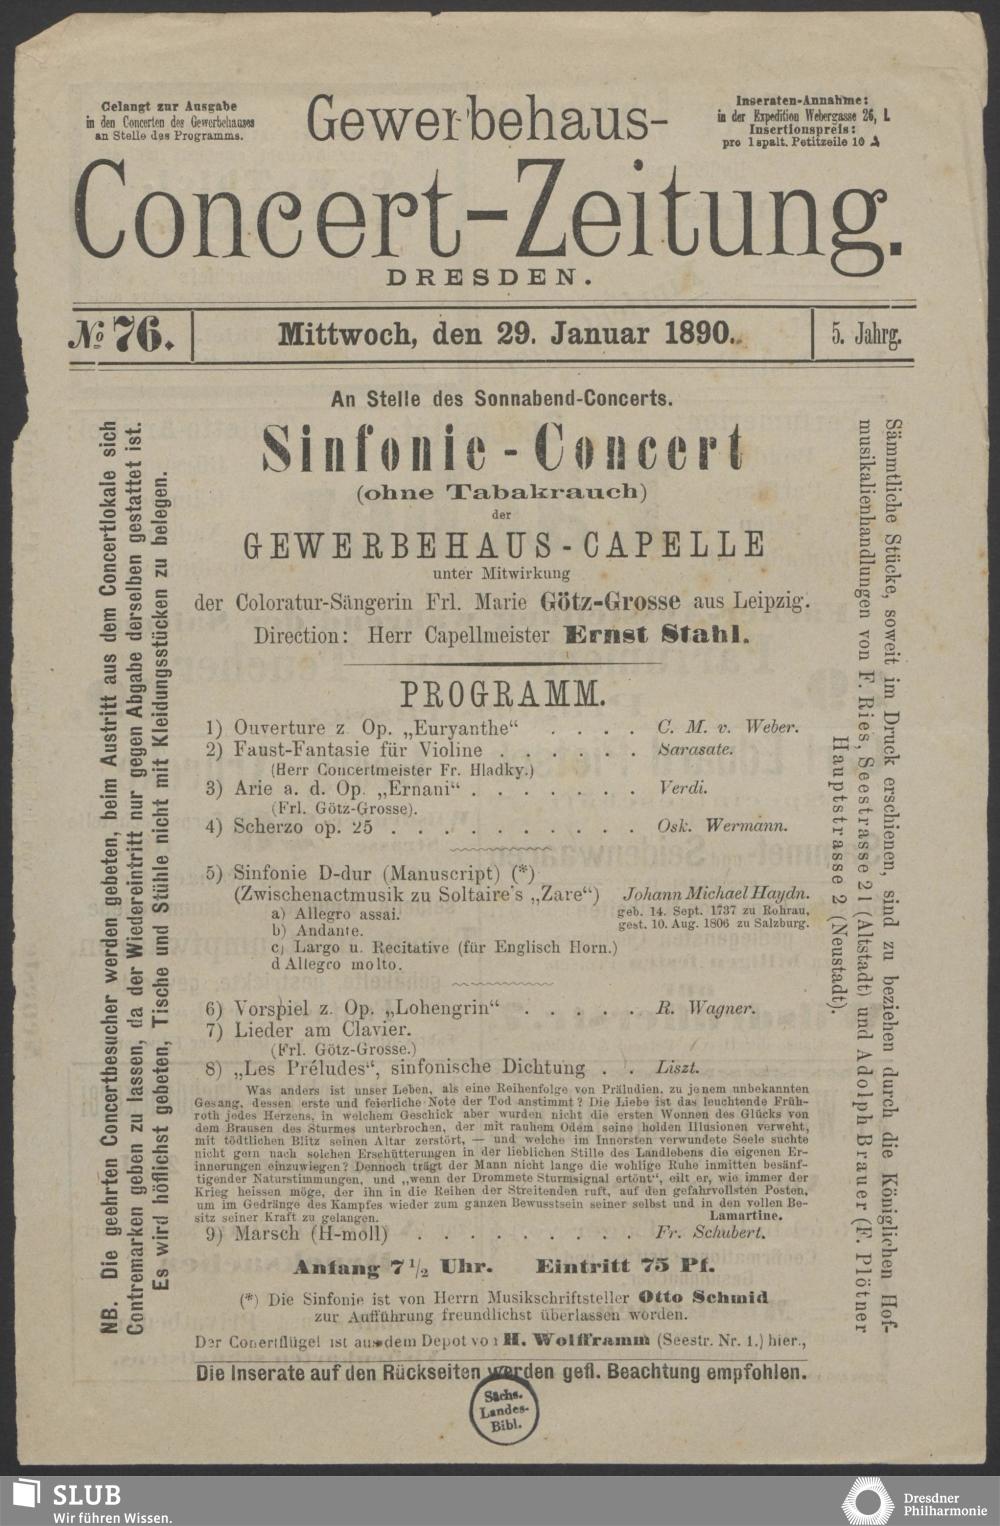 Gelangt zur Ausgabe
in den Concerten des Gewerbehauses
an Stelle des Programms.
Gewerbehaus-
Inseraten-Annahme:
in der Expedition Webergasse 26, I.
Insertionspreis:
pro 1spalt. Petitzeile 10
Concert-Zeitung.
DRESDEN.
No 76.
Mittwoch, den 29. Januar 1890.
5. Jahrg.
An Stelle des Sonnabend-Concerts.
Sinfonie-Concert
(ohne Tabakrauch)
der
GEWERBEHAUS-CAPELLE
unter Mitwirkung
der Coloratur-Sängerin Frl. Marie Götz-Grosse aus Leipzig.
Direction: Herr Capellmeister Ernst Stahl.
PROGRAMM.
1) Ouverture z. Op. „Euryanthe“ . . . . C. M. v. Weber.
2) Faust-Fantasie für Violine . . . . . . Sarasate.
(Herr Concertmeister Fr. Hladky.)
3) Arie a. d. Op. „Ernani“ . . . . . . . Verdi.
(Frl. Götz-Grosse).
4) Scherzo op. 25 . . . . . . . . . . Osk. Wermann.
5) Sinfonie D-dur (Manuscript) (*)
(Zwischenactmusik zu Soltaire's „Zare“) Johann Michael Haydn.
a) Allegro assai. geb. 14. Sept. 1737 zu Rohrau,
b) Andante. gest. 10. Aug. 1806 zu Salzburg.
c) Largo u. Recitative (für Englisch Horn.)
d Allegro molto.
6) Vorspiel z. Op. „Lohengrin“ . . . . . R. Wagner.
7) Lieder am Clavier.
(Frl. Götz-Grosse.)
8) „Les Préludes“, sinfonische Dichtung . . Liszt.
Was anders ist unser Leben, als eine Reihenfolge von Präludien, zu jenem unbekannten
Gesang, dessen erste und feierliche Note der Tod anstimmt? Die Liebe ist das leuchtende Früh-
roth jedes Herzens, in welchem Geschick aber wurden nicht die ersten Wonnen des Glücks von
dem Brausen des Sturmes unterbrochen, der mit rauhem Odem seine holden Illusionen verweht,
mit tödtlichen Blitz seinen Altar zerstört, — und welche im Innersten verwundete Seele suchte
nicht gern nach solchen Erschütterungen in der lieblichen Stille des Landlebens die eigenen Er-
innerungen einzuwiegen? Dennoch trägt der Mann nicht lange die wohlige Ruhe inmitten besänf-
tigender Naturstimmungen, und „wenn der Drommete Sturmsignal ertönt“, eilt er, wie immer der
Krieg heissen möge, der ihn in die Reihen der Streitenden ruft, auf den gefahrvollsten Posten,
um im Gedränge des Kampfes wieder zum ganzen Bewusstsein seiner selbst und in den vollen Be-
sitz seiner Kraft zu gelangen. Lamartine.
9) Marsch (H-moll) . . . . . . . . . Fr. Schubert.
Anfang 7 1/2 Uhr. Eintritt 75 Pf.
(*) Die Sinfonie ist von Herrn Musikschriftsteller Otto Schmid
zur Aufführung freundlichst überlassen worden.
Der Concertflügel ist aus dem Depot von H. Wolfframm (Seestr. Nr. 1.) hier.,
Die Inserate auf den Rückseiten werden gefl. Beachtung empfohlen.
NB. Die geehrten Concertbesucher werden gebeten, beim Austritt aus dem Concertlokale sich
Contremarken geben zu lassen, da der Wiedereintritt nur gegen Abgabe derselben gestattet ist.
Es wird höflichst gebeten, Tische und Stühle nicht mit Kleidungsstücken zu belegen.
Sämmtliche Stücke, soweit im Druck erschienen, sind zu beziehen durch die Königlichen Hof-
musikalienhandlungen von F. Ries, Seestrasse 21 (Altstadt) und Adolph Brauer (F. Plötner
Hauptstrasse 2 (Neustadt).
Sächs.
Landes-
Bibl.
SLUB
Wir führen Wissen.
Dresdner
Philharmonie